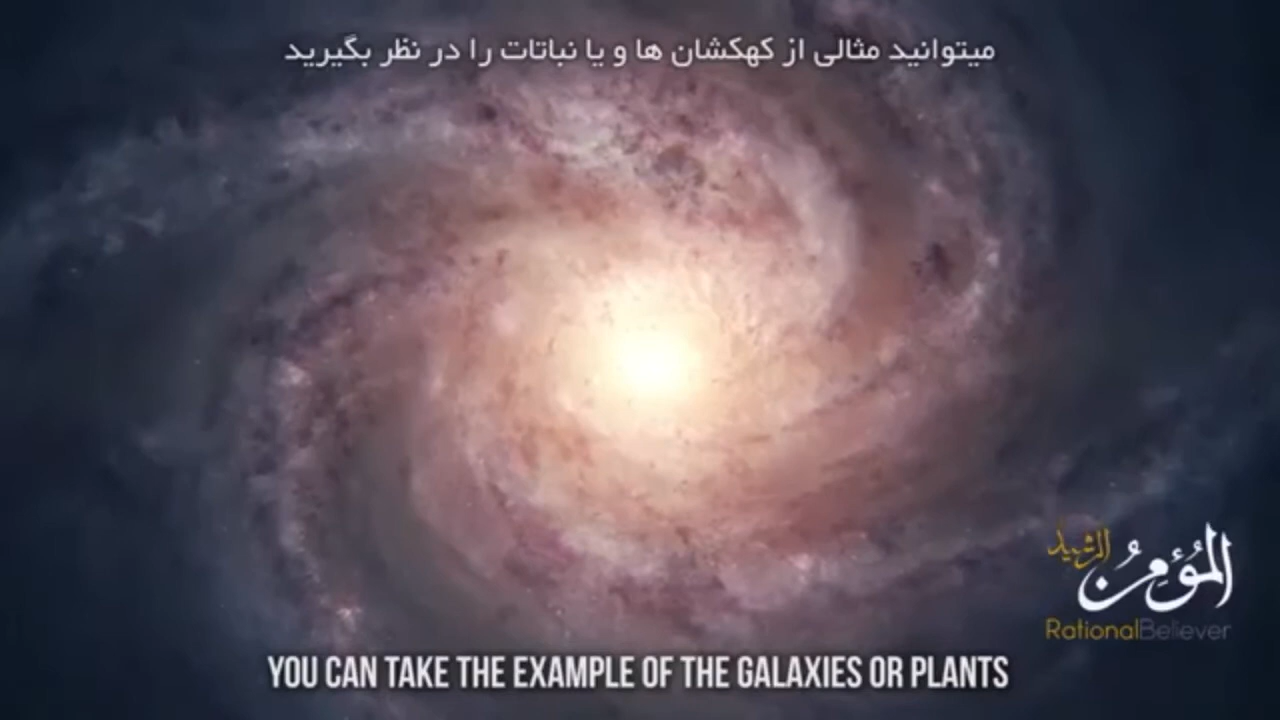 میتوانید مثالی از کهکشان ها و یا نباتات را در نظر بگیرید
المؤمن الرشید
RationalBeliever
YOU CAN TAKE THE EXAMPLE OF THE GALAXIES OR PLANTS